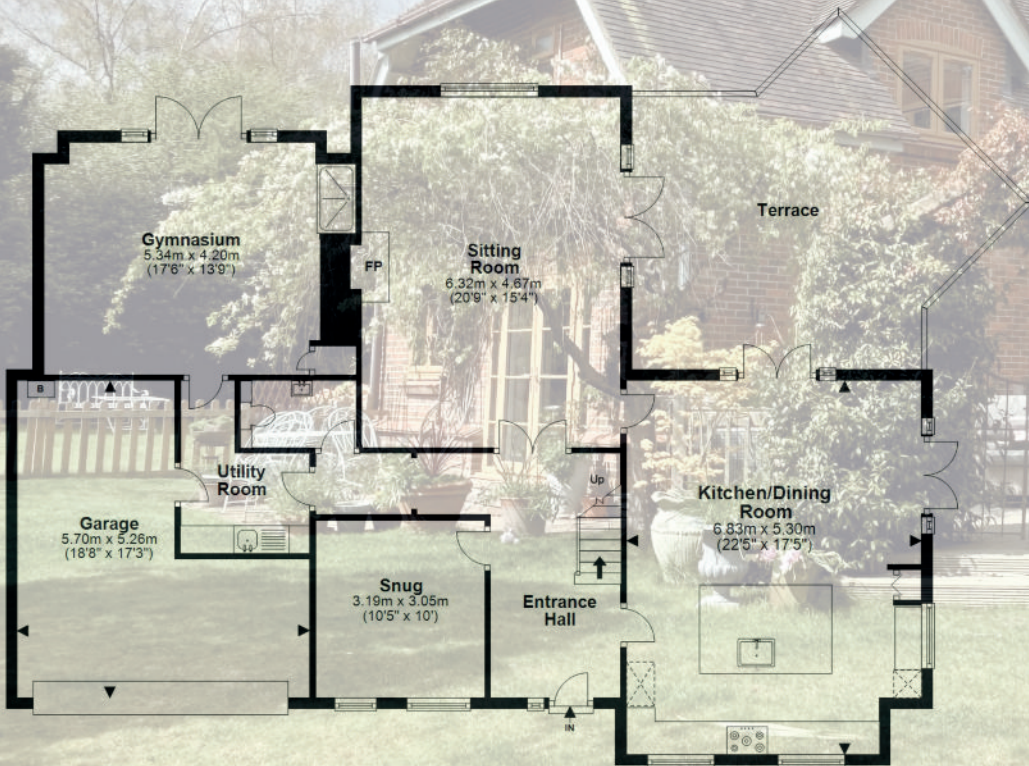 Gymnasium
5.34m x 4.20m
(17'6" x 13'9")
FP
Sitting
Room
6.32m x 4.67m
(20'9" x 15'4")
Terrace
B
Utility
Room
Up
Garage
5.70m x 5.26m
(18'8" x 17'3")
Snug
3.19m x 3.05m
(10'5" x 10')
Entrance
Hall
IN
Kitchen/Dining
Room
6.83m x 5.30m
(22'5" x 17'5")